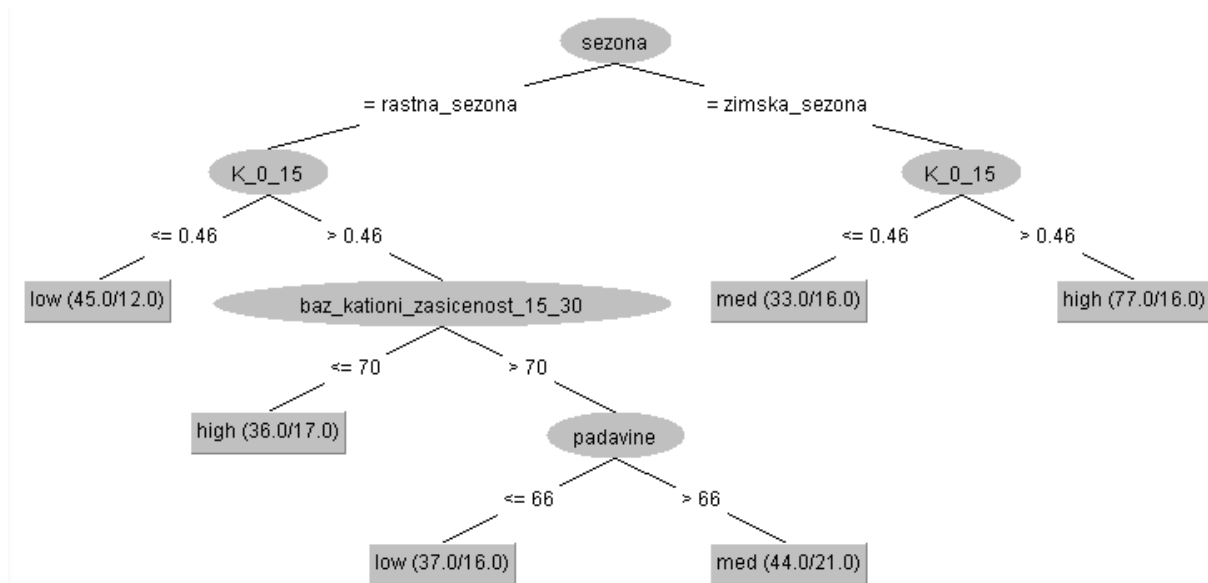 sezona
= rastna_sezona
= zimska_sezona
K_0_15
K_0_15
<= 0.46
> 0.46
<= 0.46
> 0.46
low (45.0/12.0)
baz_kationi_zasicenost_15_30
med (33.0/16.0)
high (77.0/16.0)
<= 70
> 70
high (36.0/17.0)
padavine
<= 66
> 66
low (37.0/16.0)
med (44.0/21.0)